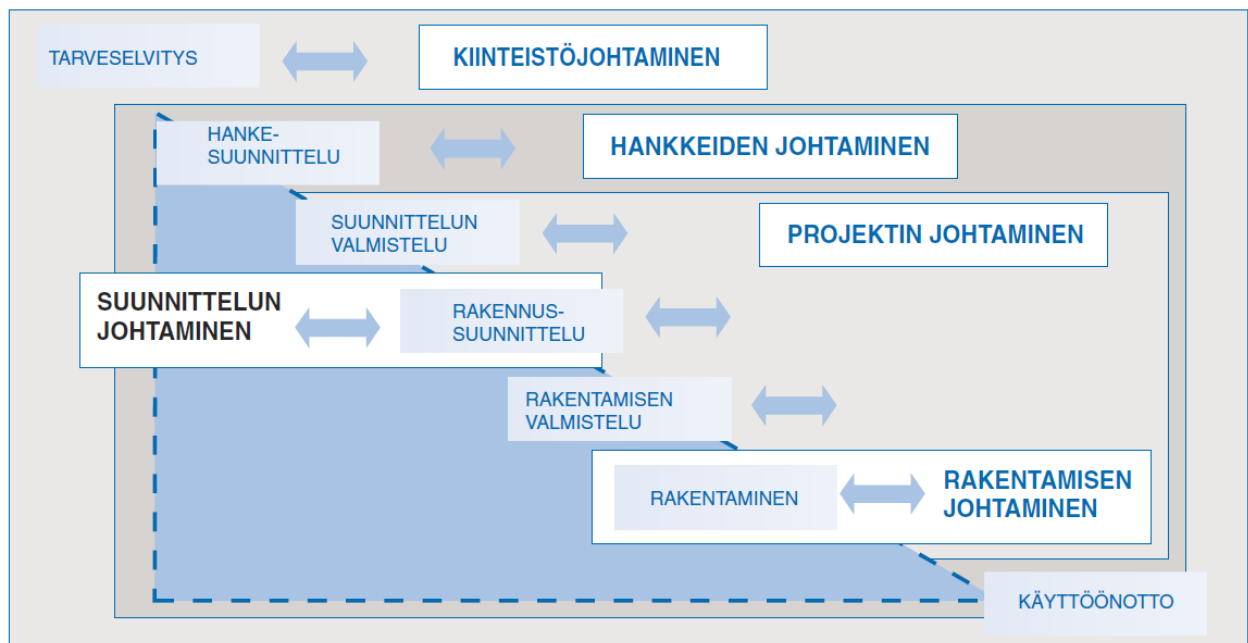 TARVESELVITYS
KIINTEISTÖJOHTAMINEN
HANKE-
SUUNNITTELU
HANKKEIDEN JOHTAMINEN
SUUNNITTELUN
VALMISTELU
PROJEKTIN JOHTAMINEN
SUUNNITTELUN
JOHTAMINEN
RAKENNUS-
SUUNNITTELU
RAKENTAMISEN
VALMISTELU
RAKENTAMINEN
RAKENTAMISEN
JOHTAMINEN
KÄYTTÖÖNOTTO